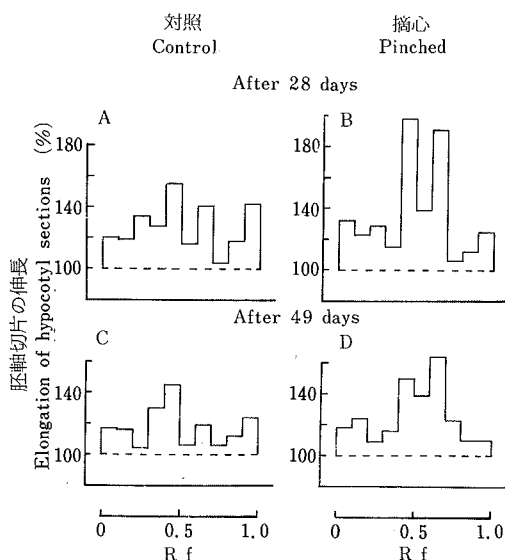 対照
Control
摘心
Pinched
After 28 days
A
B
180
140
100
180
140
100
After 49 days
C
D
140
100
140
100
胚軸切片の伸長
Elongation of hypocotyl sections (%)
0 0.5 1.0
0 0.5 1.0
R f
R f